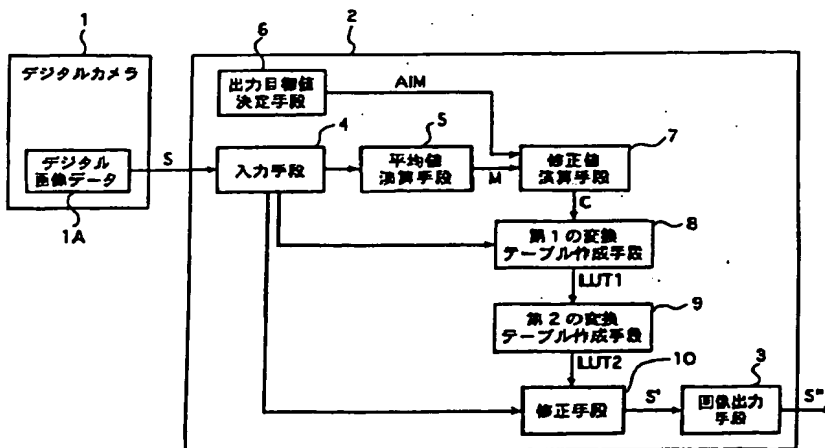 1
デジタルカメラ
デジタル
画像データ
1A
S
2
6
出力目標値
決定手段
AIM
4
入力手段
5
平均値
演算手段
M
7
修正値
演算手段
C
8
第1の変換
テーブル作成手段
LUT1
9
第2の変換
テーブル作成手段
LUT2
10
修正手段
S'
3
画像出力
手段
S"